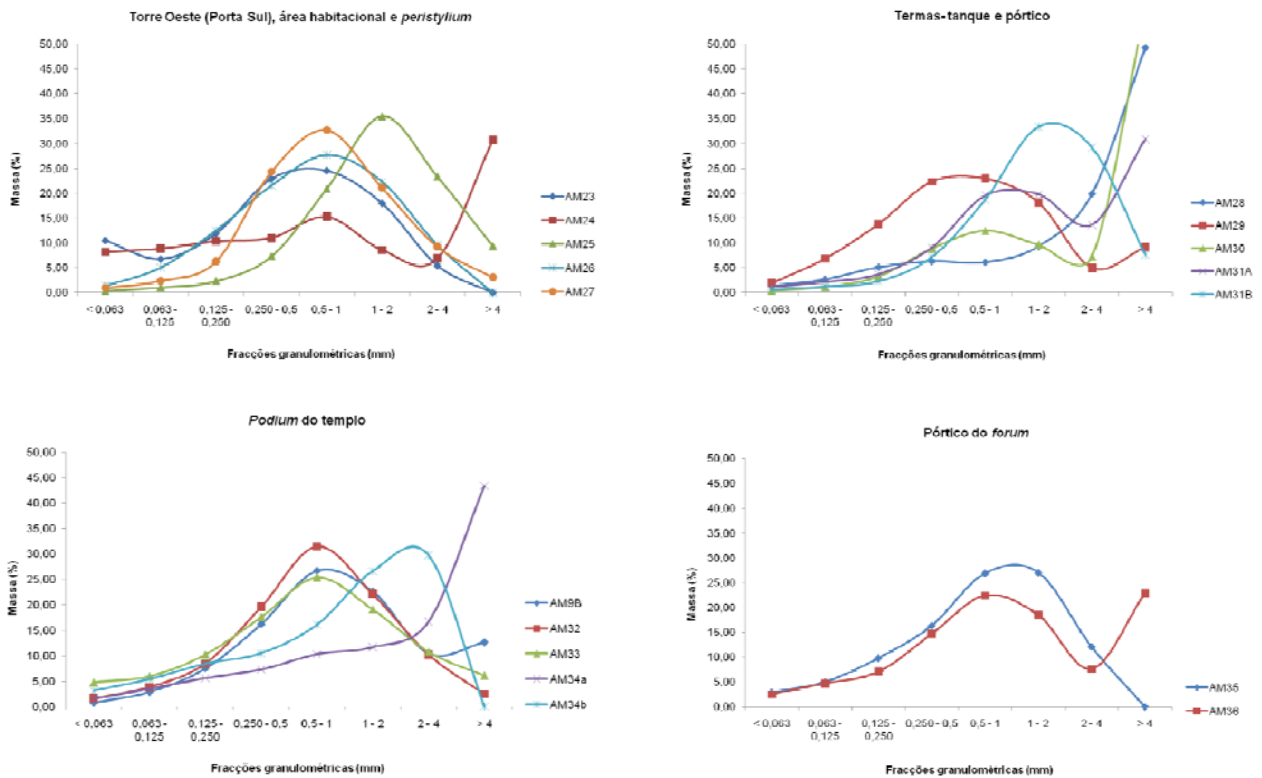 Torre Oeste (Porta Sul), área habitacional e peristylium
50,00
45,00
40,00
35,00
30,00
25,00
20,00
15,00
10,00
5,00
0,00
Massa (%)
< 0,063
0,063 - 0,125
0,125 - 0,250
0,250 - 0,5
0,5 - 1
1 - 2
2 - 4
> 4
Fracções granulométricas (mm)
AM23
AM24
AM25
AM26
AM27
Termas- tanque e pórtico
50,00
45,00
40,00
35,00
30,00
25,00
20,00
15,00
10,00
5,00
0,00
Massa (%)
< 0,063
0,063 - 0,125
0,125 - 0,250
0,250 - 0,5
0,5 - 1
1 - 2
2 - 4
> 4
Fracções granulométricas (mm)
AM28
AM29
AM30
AM31A
AM31B
Podium do templo
50,00
45,00
40,00
35,00
30,00
25,00
20,00
15,00
10,00
5,00
0,00
Massa (%)
< 0,063
0,063 - 0,125
0,125 - 0,250
0,250 - 0,5
0,5 - 1
1 - 2
2 - 4
> 4
Fracções granulométricas (mm)
AM9B
AM32
AM33
AM34a
AM34b
Pórtico do forum
50,00
45,00
40,00
35,00
30,00
25,00
20,00
15,00
10,00
5,00
0,00
Massa (%)
< 0,063
0,063 - 0,125
0,125 - 0,250
0,250 - 0,5
0,5 - 1
1 - 2
2 - 4
> 4
Fracções granulométricas (mm)
AM35
AM36